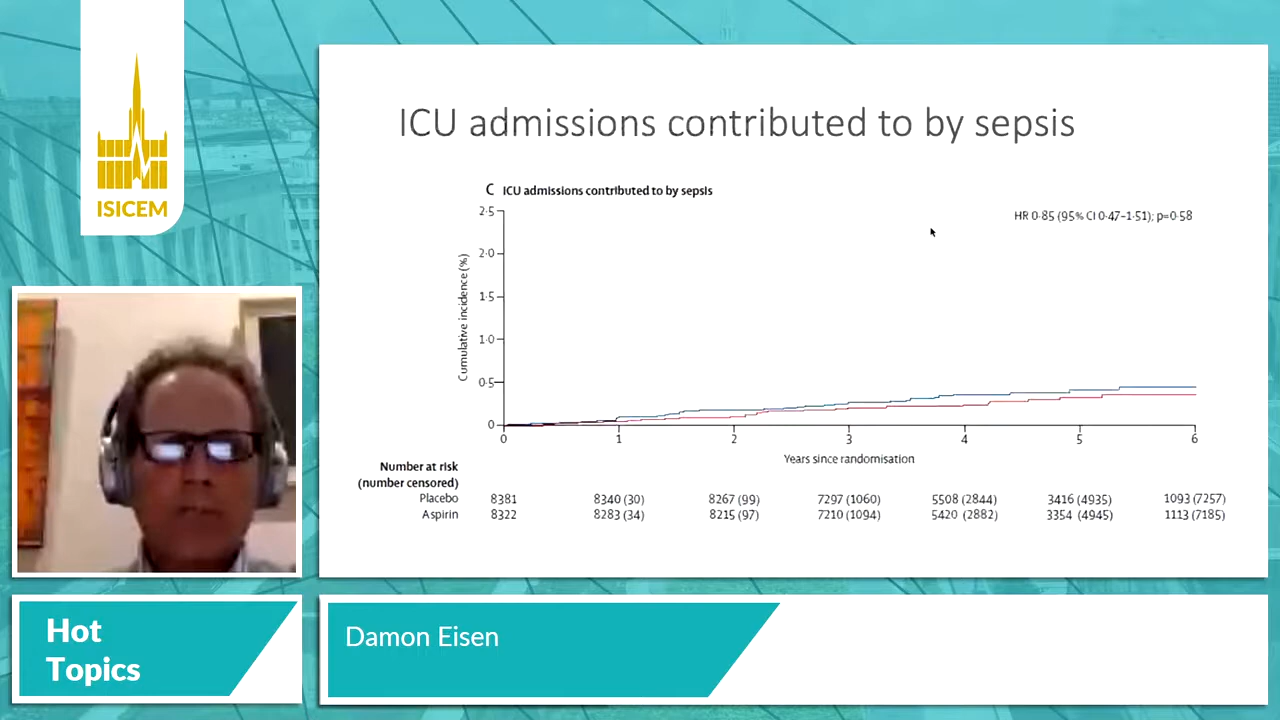 ISICEM
ICU admissions contributed to by sepsis
C ICU admissions contributed to by sepsis
HR 0·85 (95% CI 0·47–1·51); p=0·58
Cumulative incidence (%)
2·5
2·0
1·5
1·0
0·5
0
0 1 2 3 4 5 6
Years since randomisation
Number at risk
(number censored)
Placebo 8381 8340 (30) 8267 (99) 7297 (1060) 5508 (2844) 3416 (4935) 1093 (7257)
Aspirin 8322 8283 (34) 8215 (97) 7210 (1094) 5420 (2882) 3354 (4945) 1113 (7185)
Hot
Topics
Damon Eisen